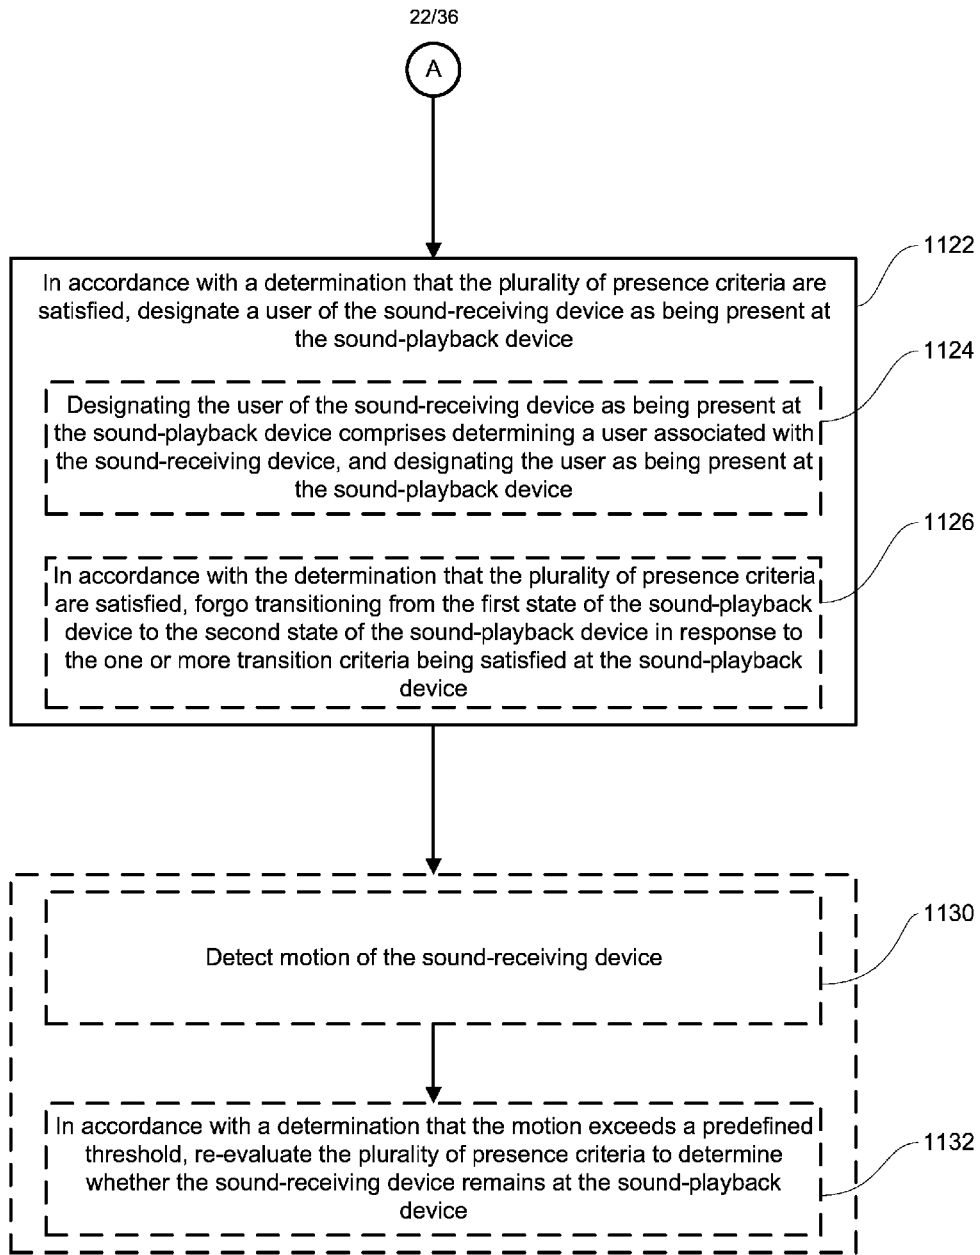 22/36
A
1122
In accordance with a determination that the plurality of presence criteria are
satisfied, designate a user of the sound-receiving device as being present at
the sound-playback device
1124
Designating the user of the sound-receiving device as being present at
the sound-playback device comprises determining a user associated with
the sound-receiving device, and designating the user as being present at
the sound-playback device
1126
In accordance with the determination that the plurality of presence criteria
are satisfied, forgo transitioning from the first state of the sound-playback
device to the second state of the sound-playback device in response to
the one or more transition criteria being satisfied at the sound-playback
device
1130
Detect motion of the sound-receiving device
In accordance with a determination that the motion exceeds a predefined
threshold, re-evaluate the plurality of presence criteria to determine
whether the sound-receiving device remains at the sound-playback
device
1132